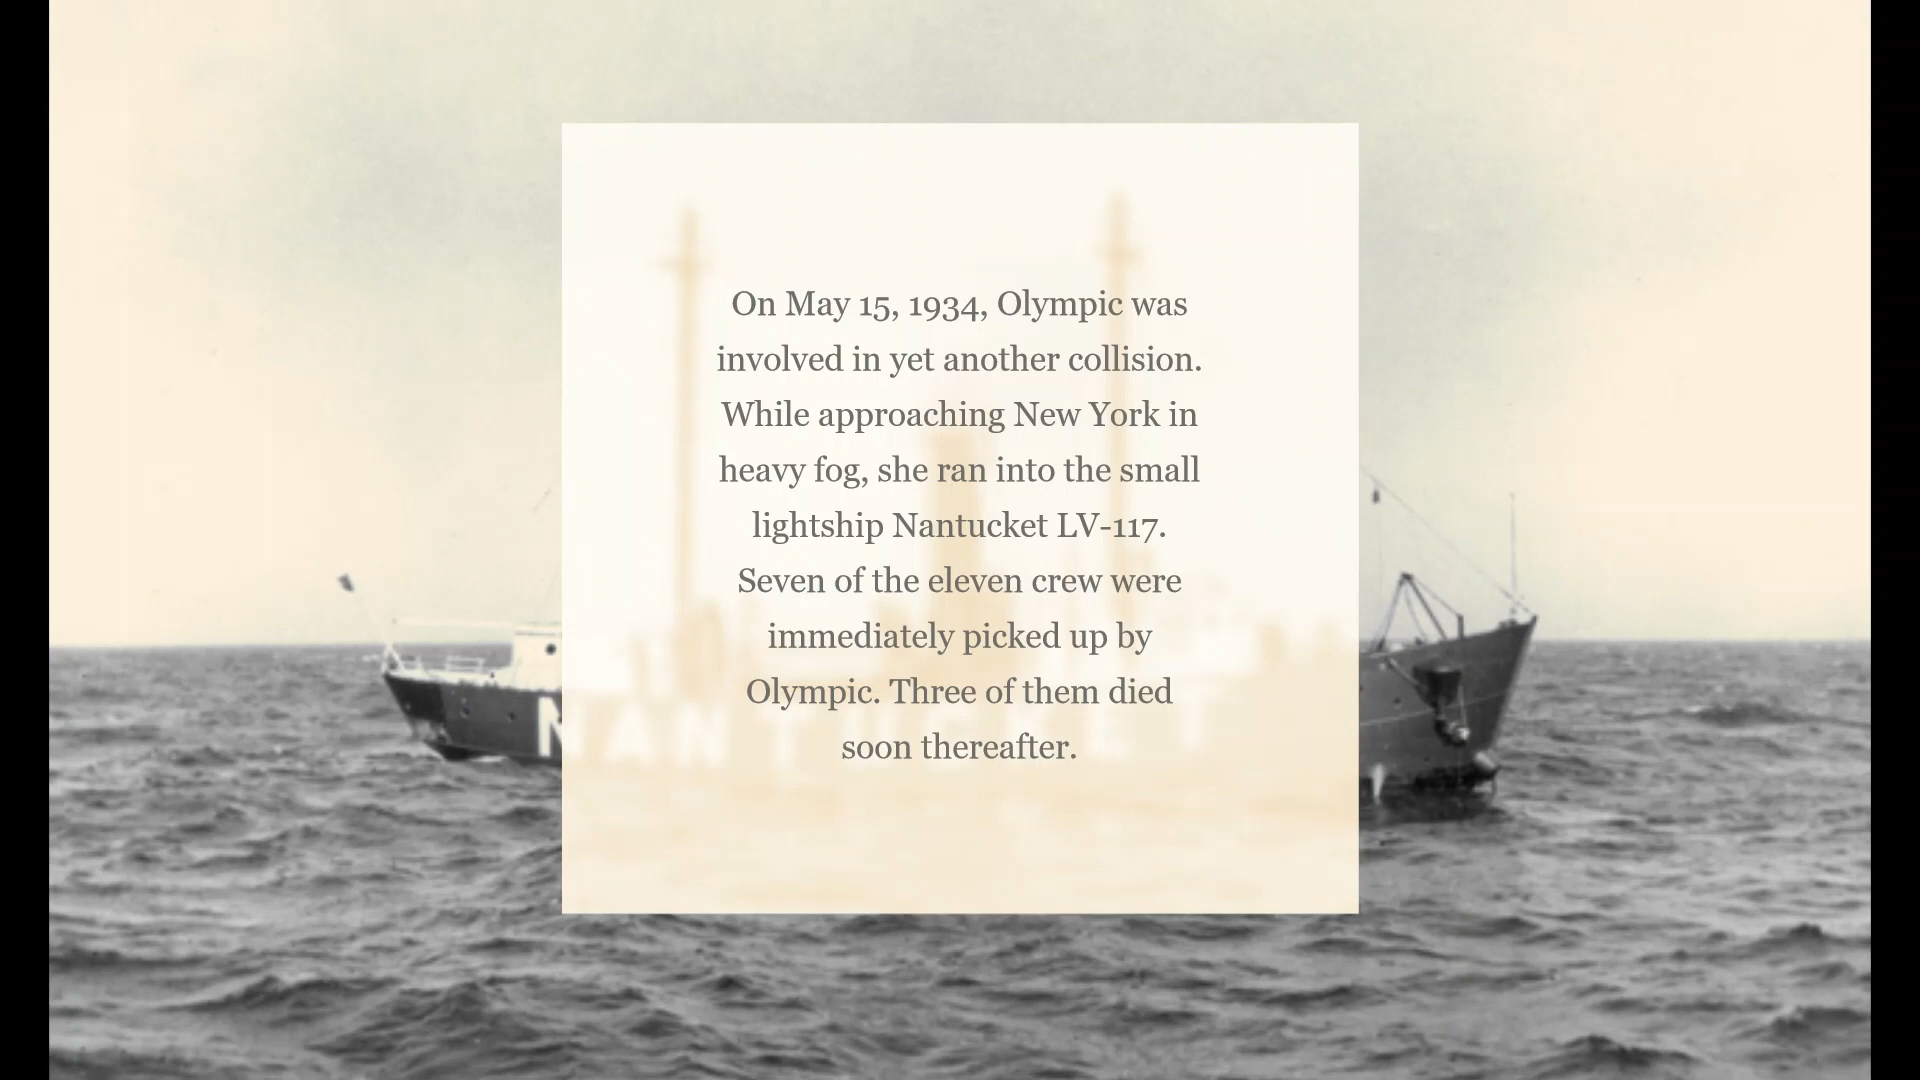 On May 15, 1934, Olympic was
involved in yet another collision.
While approaching New York in
heavy fog, she ran into the small
lightship Nantucket LV-117.
Seven of the eleven crew were
immediately picked up by
Olympic. Three of them died
soon thereafter.
NANTUCKET